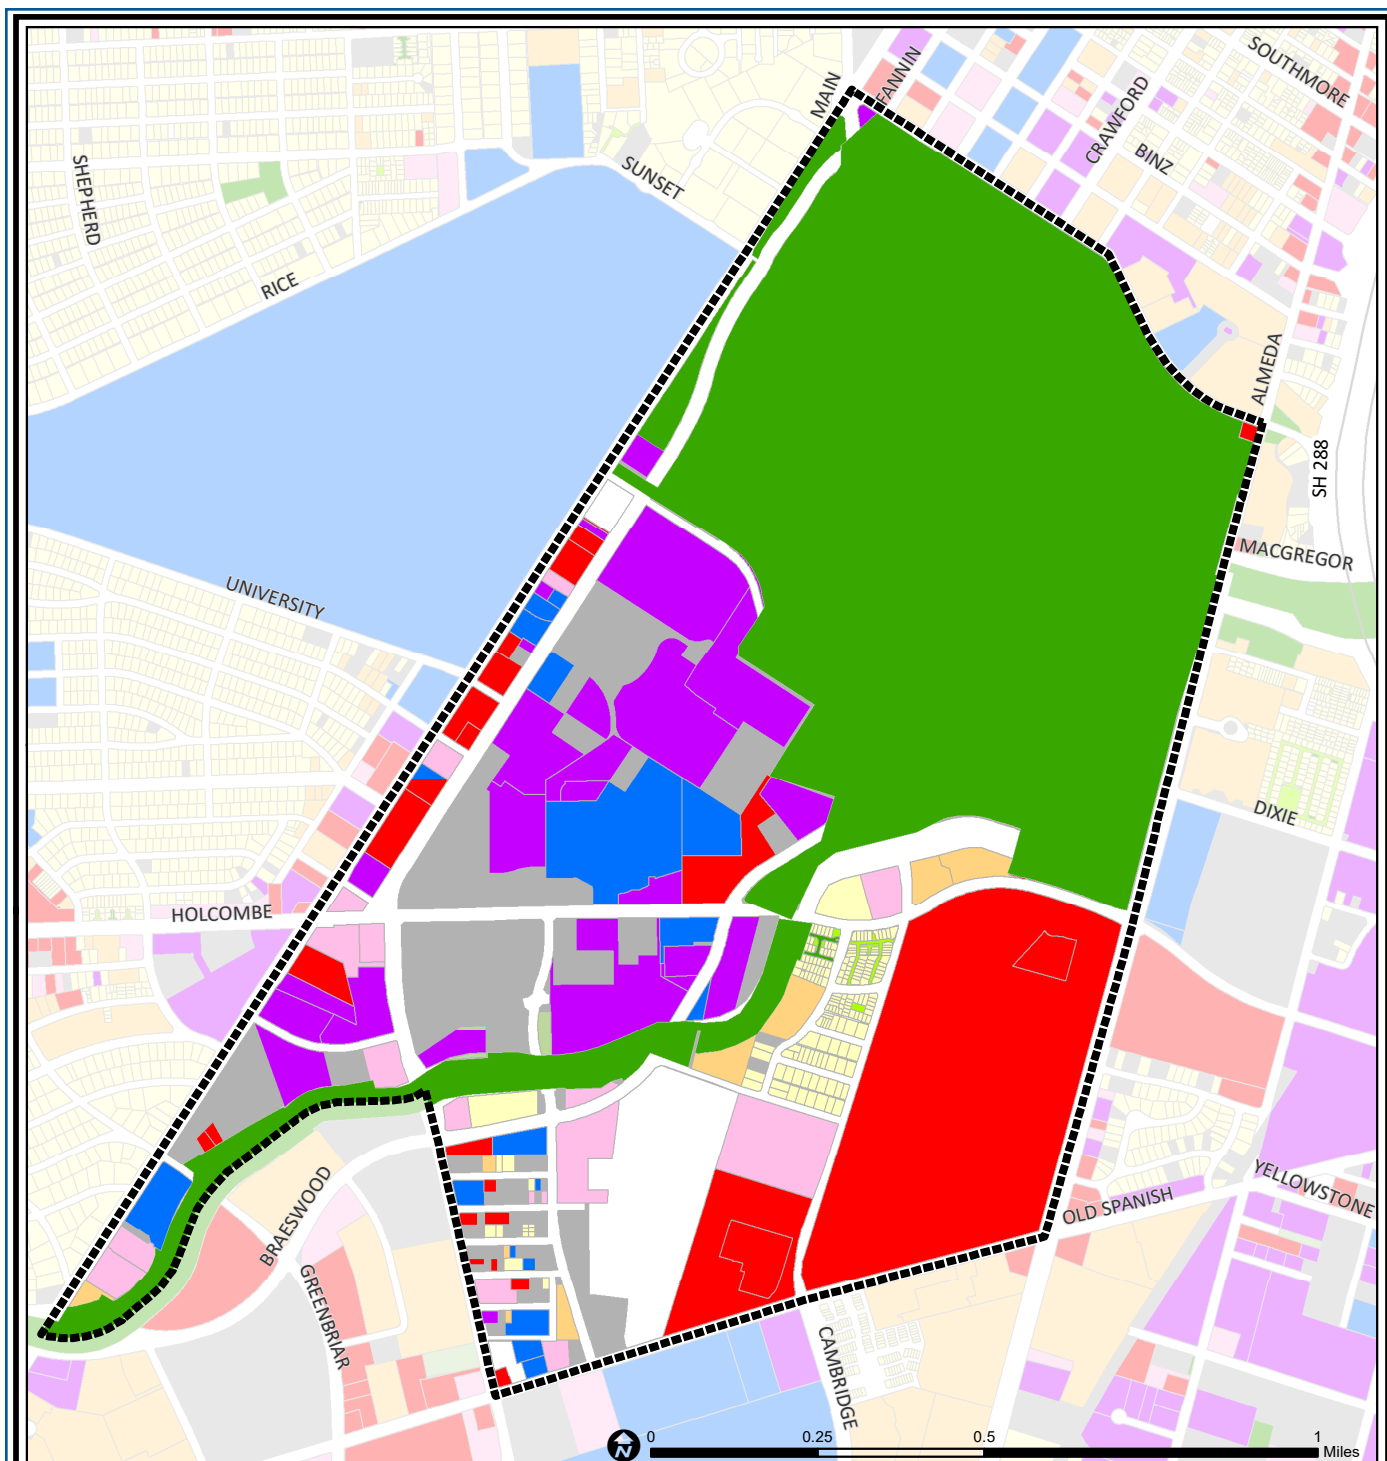 SOUTHMORE
FANNIN
MAIN
CRAWFORD
BINZ
SUNSET
SHEPHERD
RICE
ALMEDA
SH 288
MACGREGOR
UNIVERSITY
DIXIE
HOLCOMBE
YELLOWSTONE
OLD SPANISH
BRAESWOOD
GREENBRIAR
CAMBRIDGE
N
0 0.25 0.5 1
Miles